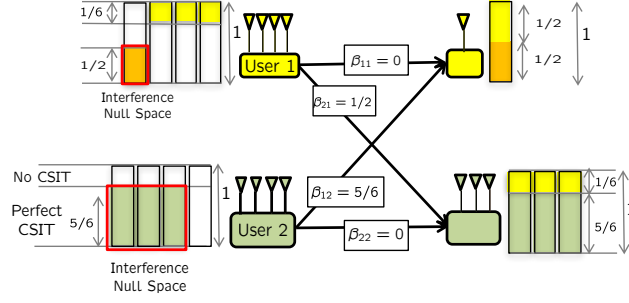 1/6
1
1/2
Interference
Null Space
User 1
β11 = 0
β21 = 1/2
1/2
1/2
1
No CSIT
Perfect
CSIT
5/6
1
Interference
Null Space
User 2
β12 = 5/6
β22 = 0
1/6
5/6